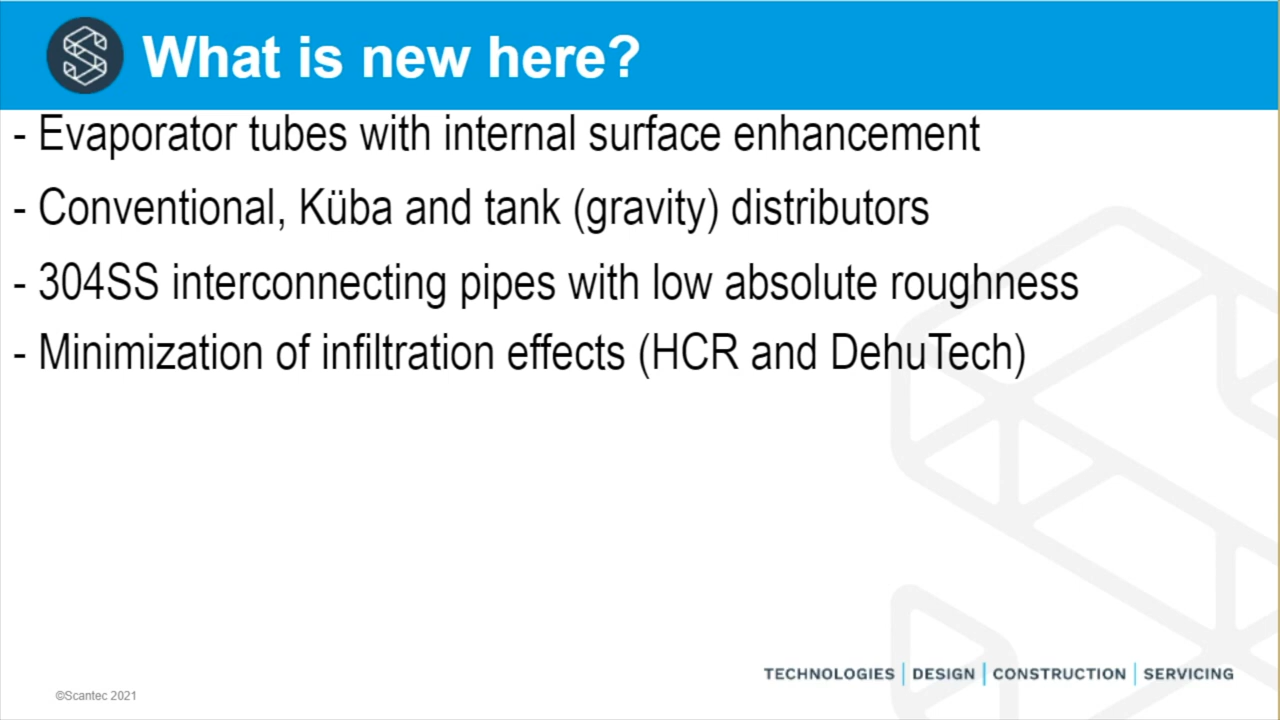 What is new here?
- Evaporator tubes with internal surface enhancement
- Conventional, Küba and tank (gravity) distributors
- 304SS interconnecting pipes with low absolute roughness
- Minimization of infiltration effects (HCR and DehuTech)
TECHNOLOGIES | DESIGN | CONSTRUCTION | SERVICING
©Scantec 2021